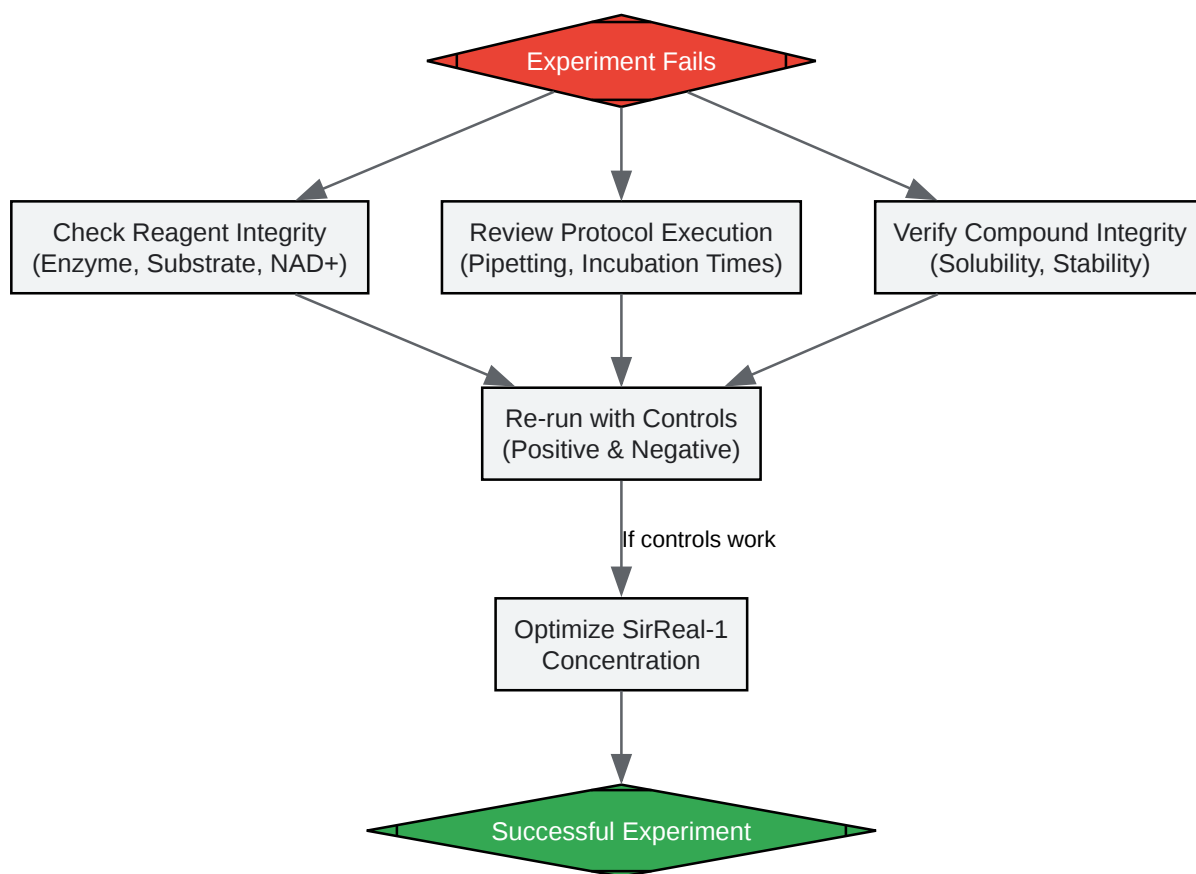 Experiment Fails
Check Reagent Integrity
(Enzyme, Substrate, NAD+)
Review Protocol Execution
(Pipetting, Incubation Times)
Verify Compound Integrity
(Solubility, Stability)
Re-run with Controls
(Positive & Negative)
If controls work
Optimize SirReal-1
Concentration
Successful Experiment